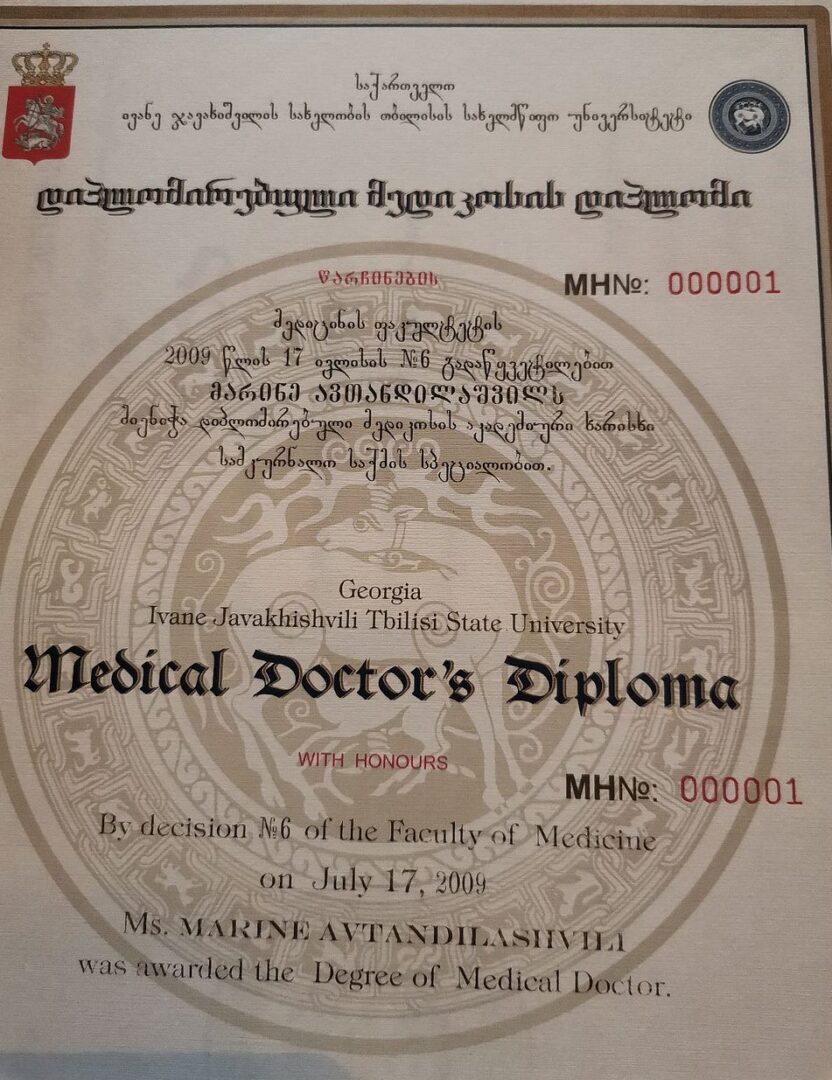 საქართველო
ივანე ჯავახიშვილის სახელობის თბილისის სახელმწიფო უნივერსიტეტი
დიპლომირებული მედიკოსის დიპლომი
წარჩინების
MH№: 000001
მედიცინის ფაკულტეტის
2009 წლის 17 ივლისის №6 გადაწყვეტილებით
მარინე ავთანდილაშვილს
მიენიჭა დიპლომირებული მედიკოსის აკადემიური ხარისხი
სამკურნალო საქმის სპეციალობით.
Georgia
Ivane Javakhishvili Tbilisi State University
Medical Doctor's Diploma
WITH HONOURS
MH№: 000001
By decision №6 of the Faculty of Medicine
on July 17, 2009
Ms. MARINE AVTANDILASHVILI
was awarded the Degree of Medical Doctor.